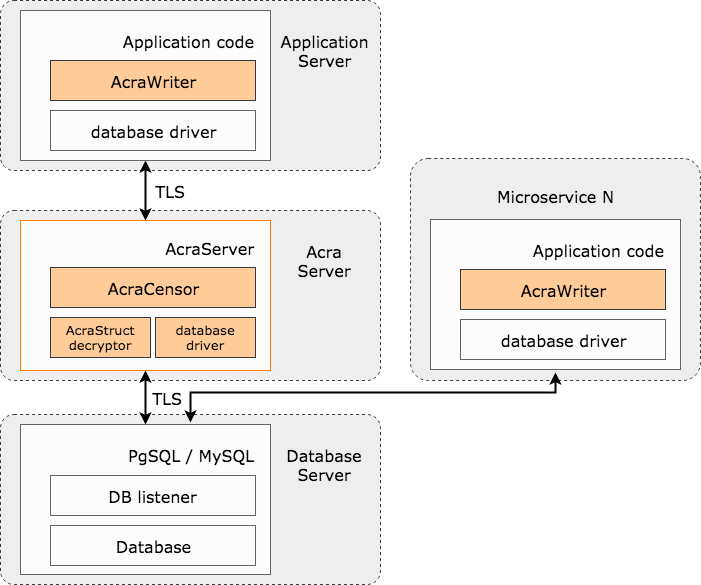 Application code
AcraWriter
database driver
Application
Server
TLS
AcraServer
AcraCensor
AcraStruct
decryptor
database
driver
Acra
Server
TLS
PgSQL / MySQL
DB listener
Database
Database
Server
Microservice N
Application code
AcraWriter
database driver